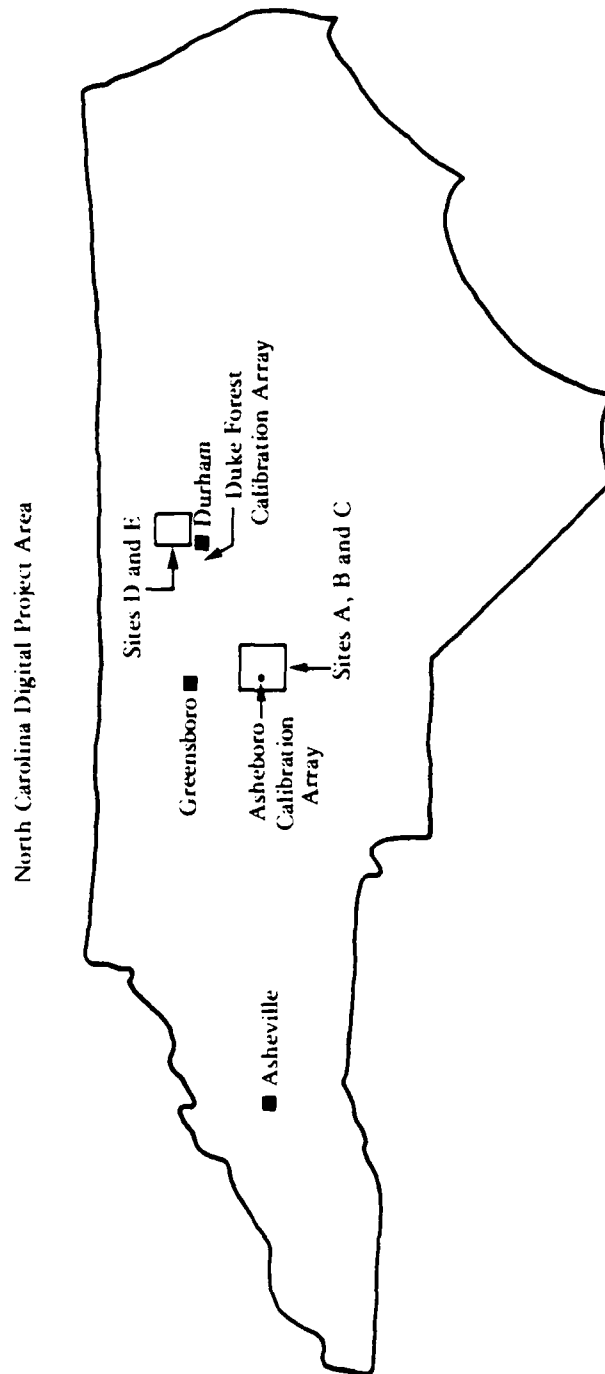 North Carolina Digital Project Area
Sites D and E
Durham
Duke Forest
Calibration Array
Greensboro
Asheboro
Calibration
Array
Sites A, B and C
Asheville